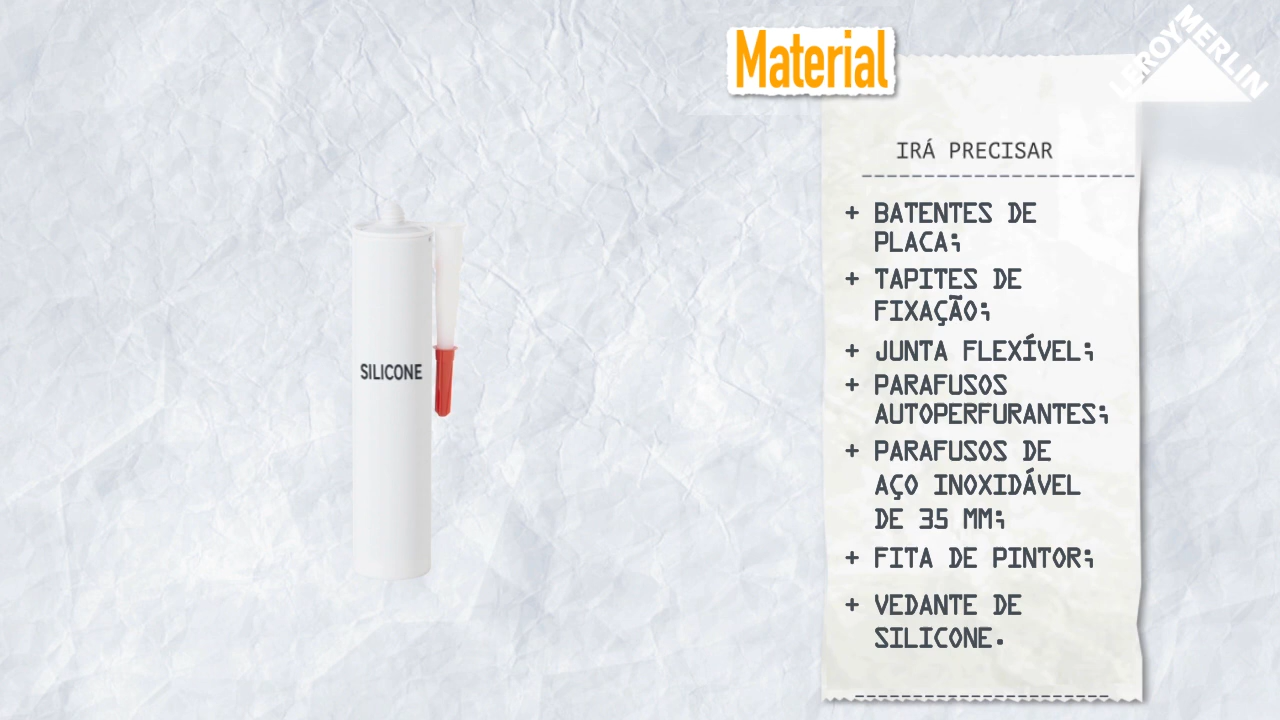 Material
LEROY MERLIN
IRÁ PRECISAR
+ BATENTES DE
PLACA;
+ TAPITES DE
FIXAÇÃO;
+ JUNTA FLEXÍVEL;
+ PARAFUSOS
AUTOPERFURANTES;
+ PARAFUSOS DE
AÇO INOXIDÁVEL
DE 35 MM;
+ FITA DE PINTOR;
+ VEDANTE DE
SILICONE.
SILICONE